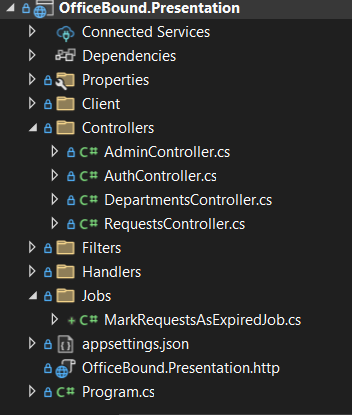 OfficeBound.Presentation
Connected Services
Dependencies
Properties
Client
Controllers
C# AdminController.cs
C# AuthController.cs
C# DepartmentsController.cs
C# RequestsController.cs
Filters
Handlers
Jobs
+ C# MarkRequestsAsExpiredJob.cs
appsettings.json
OfficeBound.Presentation.http
C# Program.cs